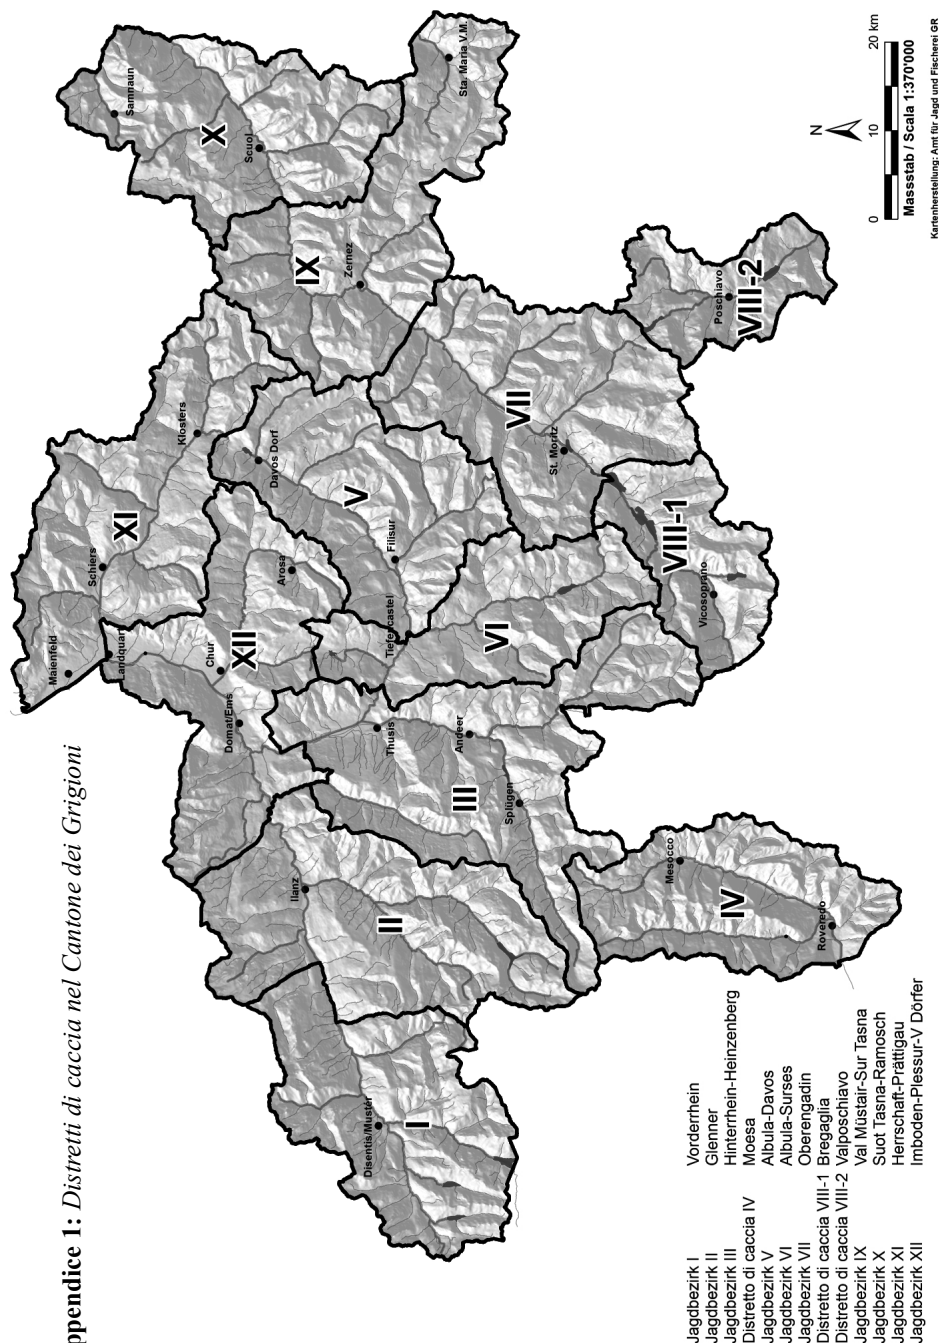 ppendice 1: Distretti di caccia nel Cantone dei Grigioni
Samnaun
X
Scuol
Sta. Maria V.M.
IX
Zernez
Klosters
XI
Schiers
Maienfeld
Landquart
Davos Dorf
V
Filisur
Arosa
Chur
XII
Domat/Ems
Tiefencastel
VI
VII
St. Moritz
VIII-1
Vicosoprano
Poschiavo
VIII-2
Thusis
Andeer
III
Splügen
Ilanz
II
Mesocco
IV
Roveredo
Disentis/Mustér
I
N
0 10 20 km
Massstab / Scala 1:370'000
Kartenherstellung: Amt für Jagd und Fischerei GR
Jagdbezirk I Vorderrhein
Jagdbezirk II Glenner
Jagdbezirk III Hinterrhein-Heinzenberg
Distretto di caccia IV Moesa
Jagdbezirk V Albula-Davos
Jagdbezirk VI Albula-Surses
Jagdbezirk VII Oberengadin
Distretto di caccia VIII-1 Bregaglia
Distretto di caccia VIII-2 Valposchiavo
Jagdbezirk IX Val Müstair-Sur Tasna
Jagdbezirk X Suot Tasna-Ramosch
Jagdbezirk XI Herrschaft-Prättigau
Jagdbezirk XII Imboden-Plessur-V Dörfer